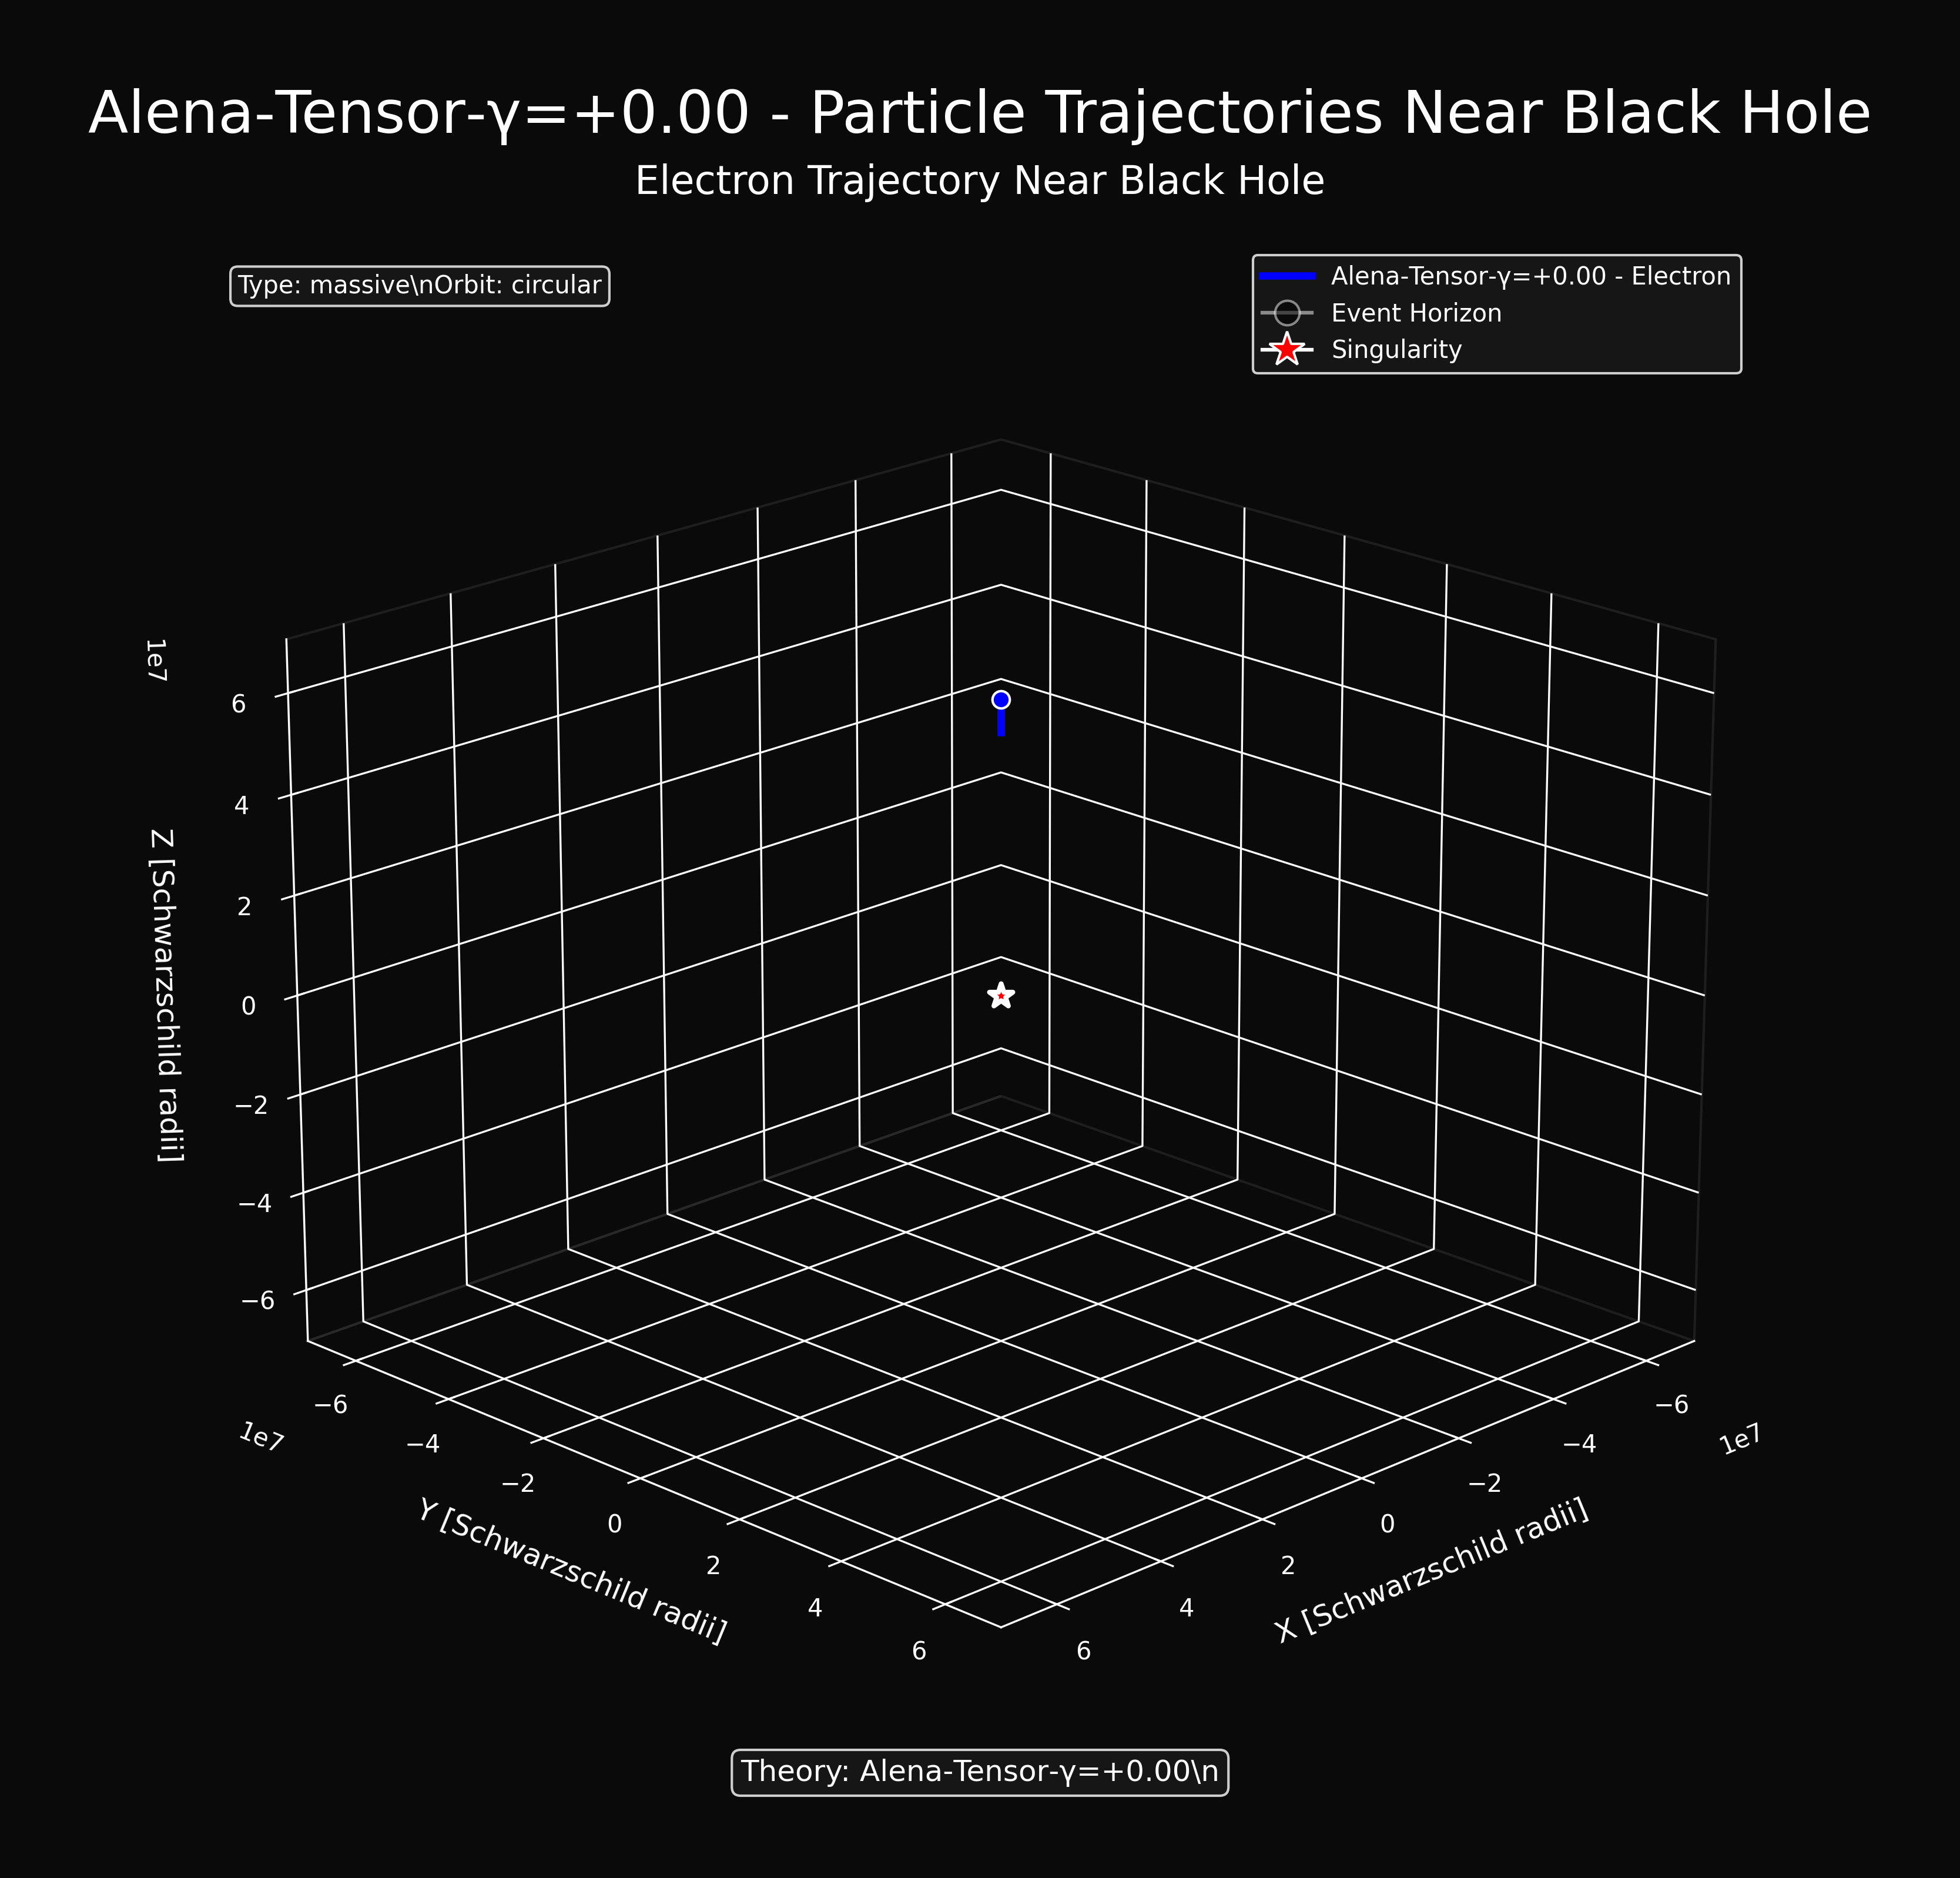 Alena-Tensor-γ=+0.00 - Particle Trajectories Near Black Hole
Electron Trajectory Near Black Hole
Type: massive\nOrbit: circular
Alena-Tensor-γ=+0.00 - Electron
Event Horizon
Singularity
1e7
6
4
2
0
−2
−4
−6
Z [Schwarzschild radii]
−6
−4
−2
0
2
4
6
1e7
Y [Schwarzschild radii]
−6
−4
−2
0
2
4
6
1e7
X [Schwarzschild radii]
Theory: Alena-Tensor-γ=+0.00\n